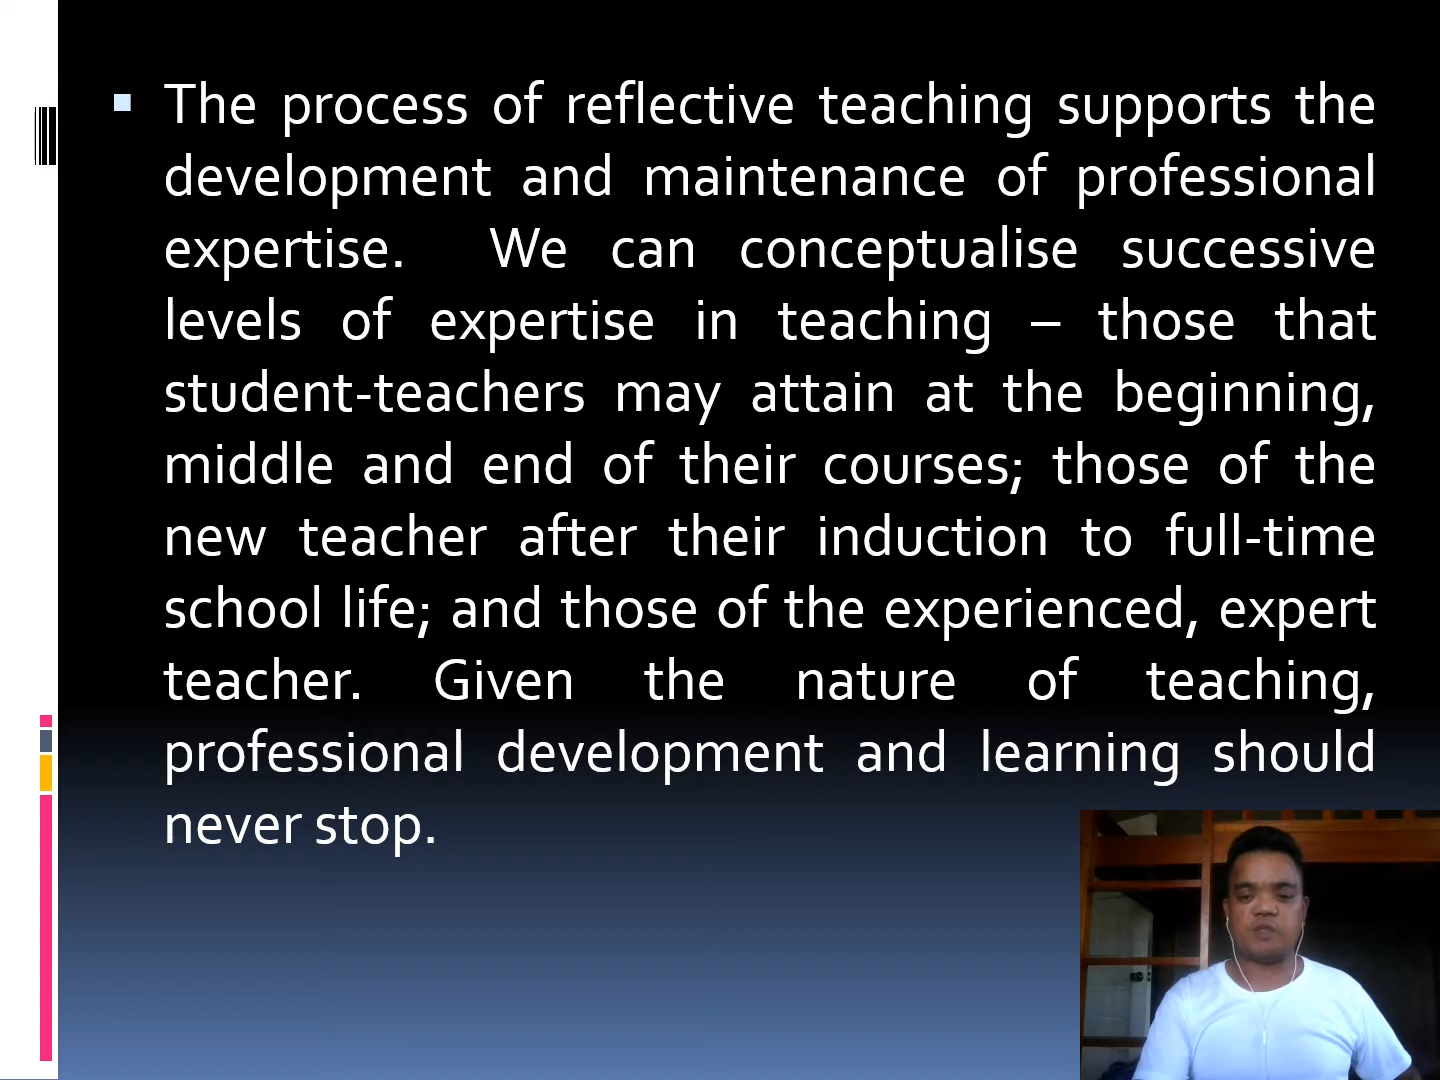 ▪ The process of reflective teaching supports the
development and maintenance of professional
expertise. We can conceptualise successive
levels of expertise in teaching – those that
student-teachers may attain at the beginning,
middle and end of their courses; those of the
new teacher after their induction to full-time
school life; and those of the experienced, expert
teacher. Given the nature of teaching,
professional development and learning should
never stop.